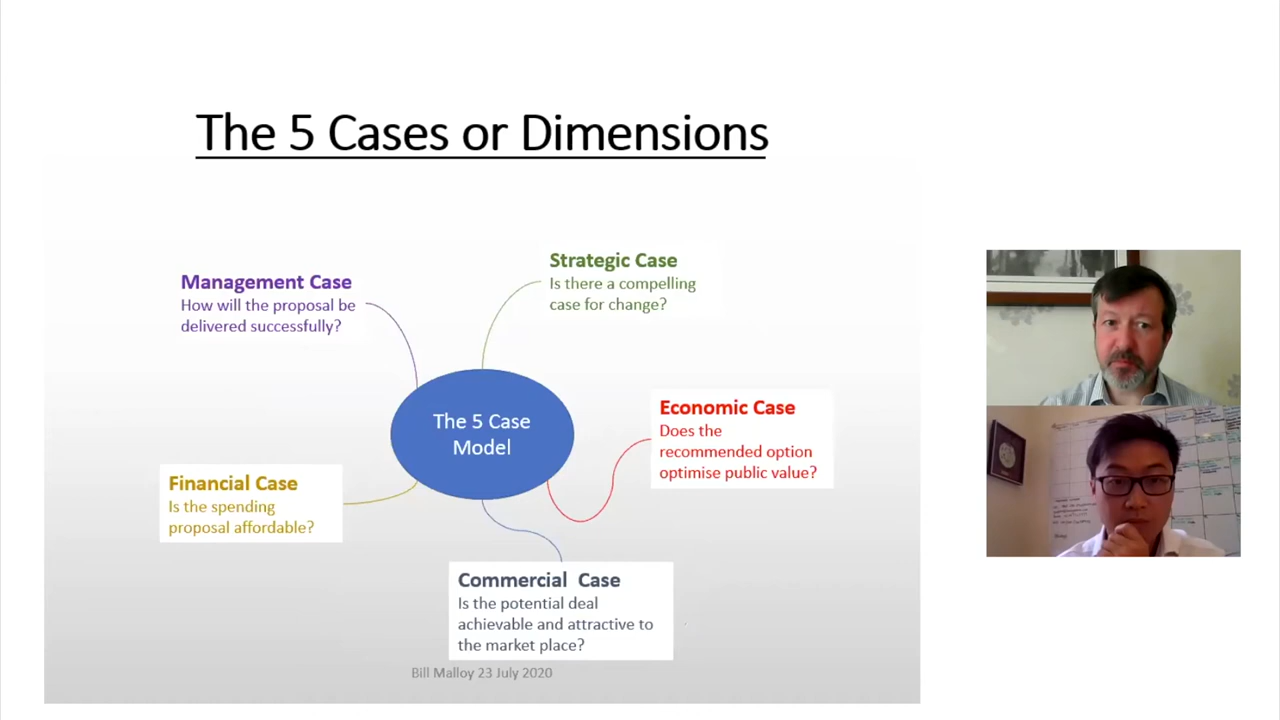 The 5 Cases or Dimensions
Management Case
How will the proposal be
delivered successfully?
Strategic Case
Is there a compelling
case for change?
The 5 Case
Model
Economic Case
Does the
recommended option
optimise public value?
Financial Case
Is the spending
proposal affordable?
Commercial Case
Is the potential deal
achievable and attractive to
the market place?
Bill Malloy 23 July 2020